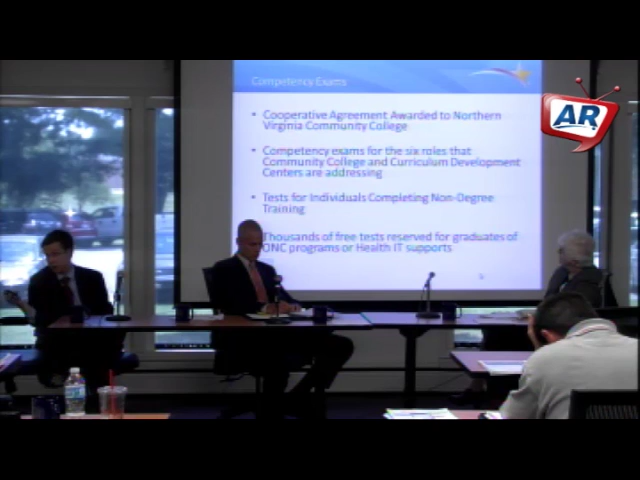 Competency Exams
AR
• Cooperative Agreement Awarded to Northern
Virginia Community College
• Competency exams for the six roles that
Community College and Curriculum Development
Centers are addressing
• Tests for Individuals Completing Non-Degree
Training
• Thousands of free tests reserved for graduates of
ONC programs or Health IT supports